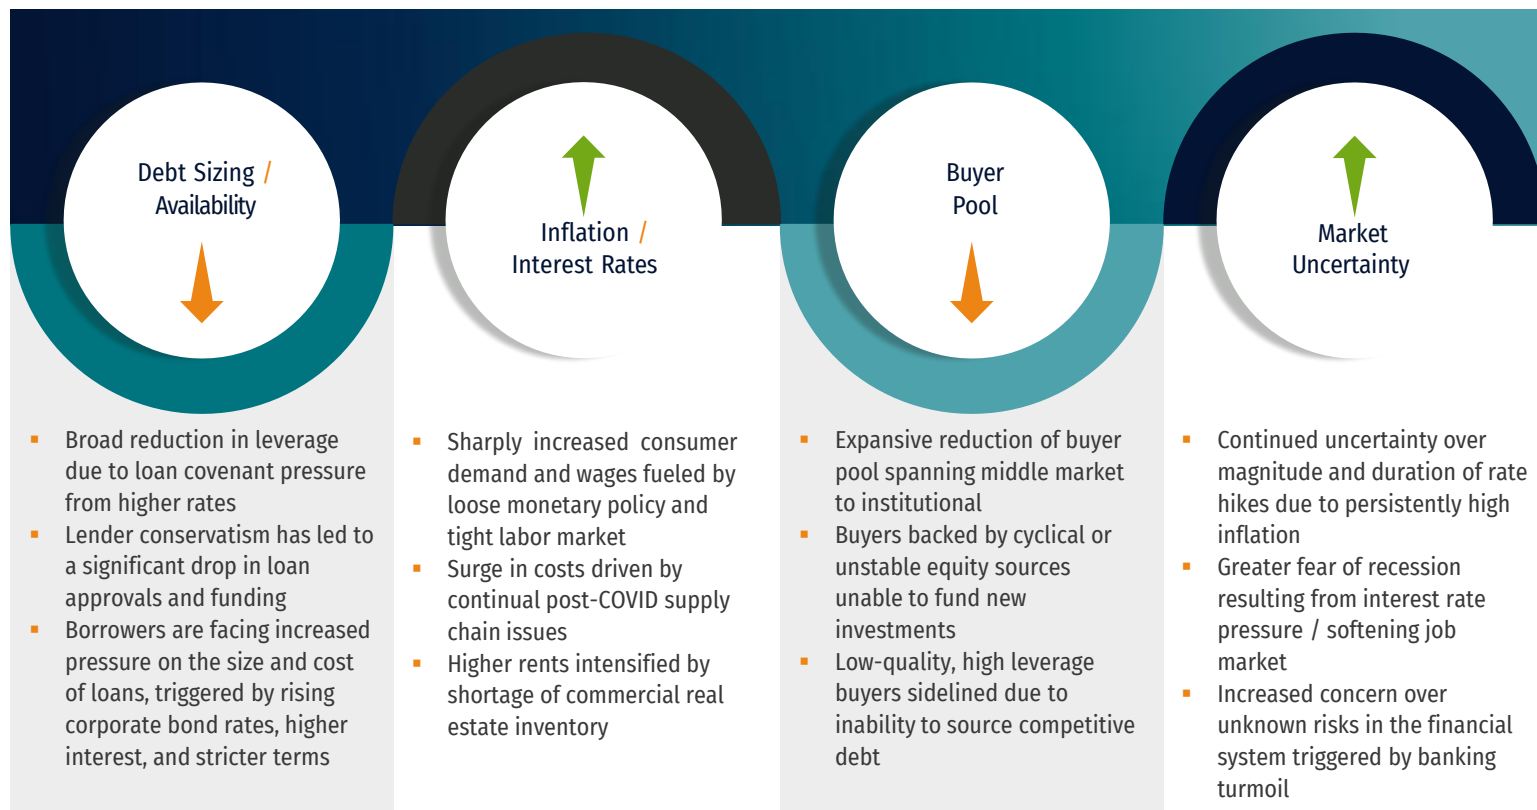 Debt Sizing /
Availability
▪ Broad reduction in leverage
due to loan covenant pressure
from higher rates
▪ Lender conservatism has led to
a significant drop in loan
approvals and funding
▪ Borrowers are facing increased
pressure on the size and cost
of loans, triggered by rising
corporate bond rates, higher
interest, and stricter terms
Inflation /
Interest Rates
▪ Sharply increased consumer
demand and wages fueled by
loose monetary policy and
tight labor market
▪ Surge in costs driven by
continual post-COVID supply
chain issues
▪ Higher rents intensified by
shortage of commercial real
estate inventory
Buyer
Pool
▪ Expansive reduction of buyer
pool spanning middle market
to institutional
▪ Buyers backed by cyclical or
unstable equity sources
unable to fund new
investments
▪ Low-quality, high leverage
buyers sidelined due to
inability to source competitive
debt
Market
Uncertainty
▪ Continued uncertainty over
magnitude and duration of rate
hikes due to persistently high
inflation
▪ Greater fear of recession
resulting from interest rate
pressure / softening job
market
▪ Increased concern over
unknown risks in the financial
system triggered by banking
turmoil